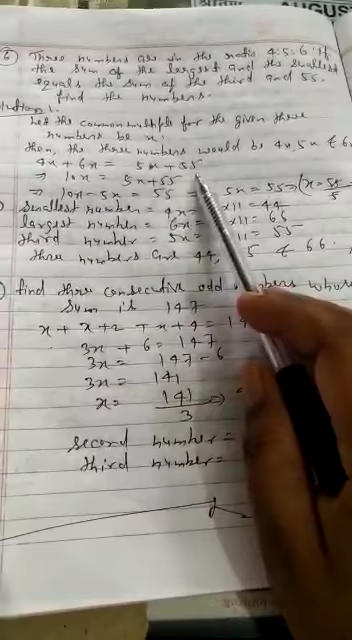 AUGUS
6 Three numbers are in the ratio 4:5:6. If
the sum of the largest and the smallest
equals the sum of the third and 55.
find the numbers.
Let the common multiple for the given three
numbers be x.
then, the three numbers would be 4x, 5x & 6x
4x + 6x = 5x + 55
⇒ 10x = 5x + 55
⇒ 10x - 5x = 55 5x = 55 ⇒ (x = 55/5
smallest number = 4x = x11 = 44
largest number = 6x = x11 = 66
third number = 5x = 11 = 55
three numbers are 44, 5 & 66.
find three consecutive odd numbers whose
sum is 147
x + x + 2 + x + 4 = 14
3x + 6 = 147
3x = 147 - 6
3x = 141
x = 141/3 ⇒
second number =
third number =